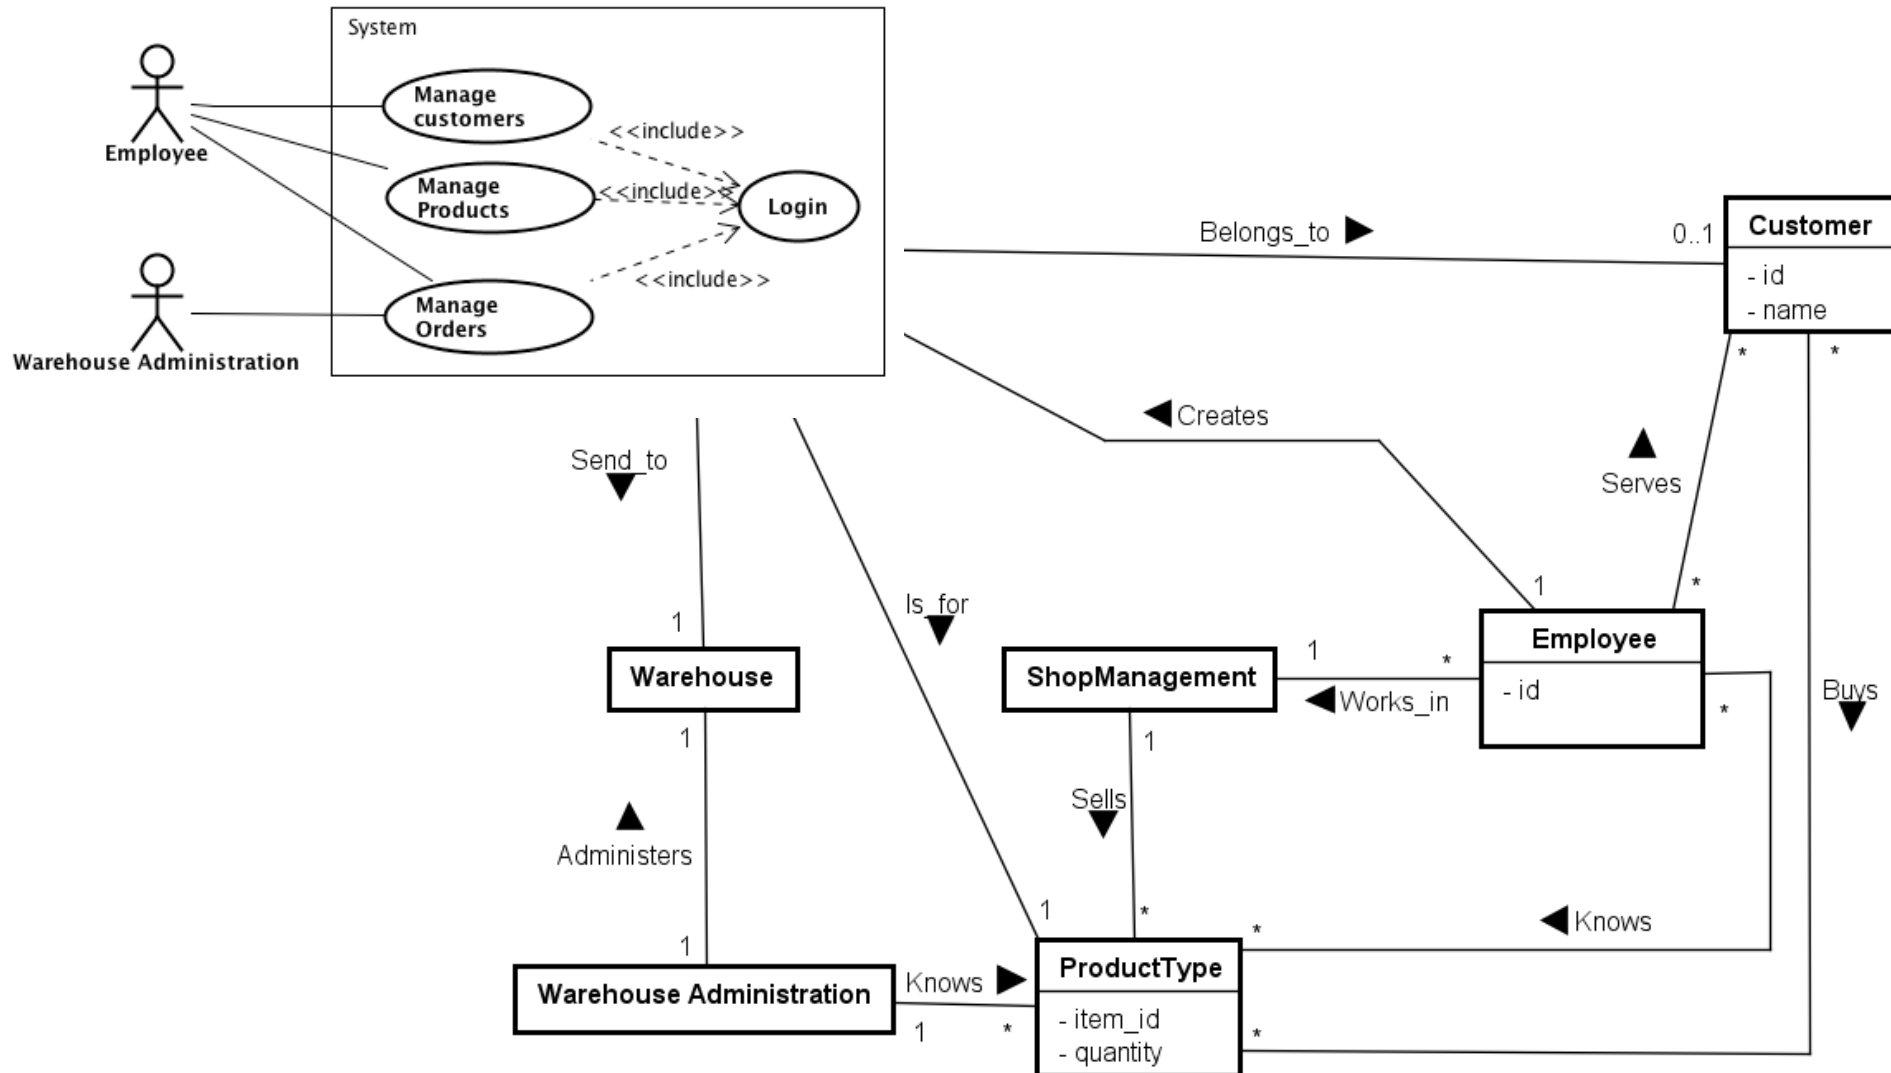 System
Manage
customers
<<include>>
Employee
Manage
Products
<<include>>
Login
Manage
Orders
<<include>>
Warehouse Administration
Belongs_to
0..1
Customer
- id
- name
*
*
Creates
Send_to
Serves
Is_for
1
*
1
Warehouse
1
ShopManagement
1
*
Works_in
Employee
- id
*
Buys
1
Sells
Administers
1
1
*
*
Knows
Warehouse Administration
Knows
1
*
ProductType
- item_id
- quantity
*